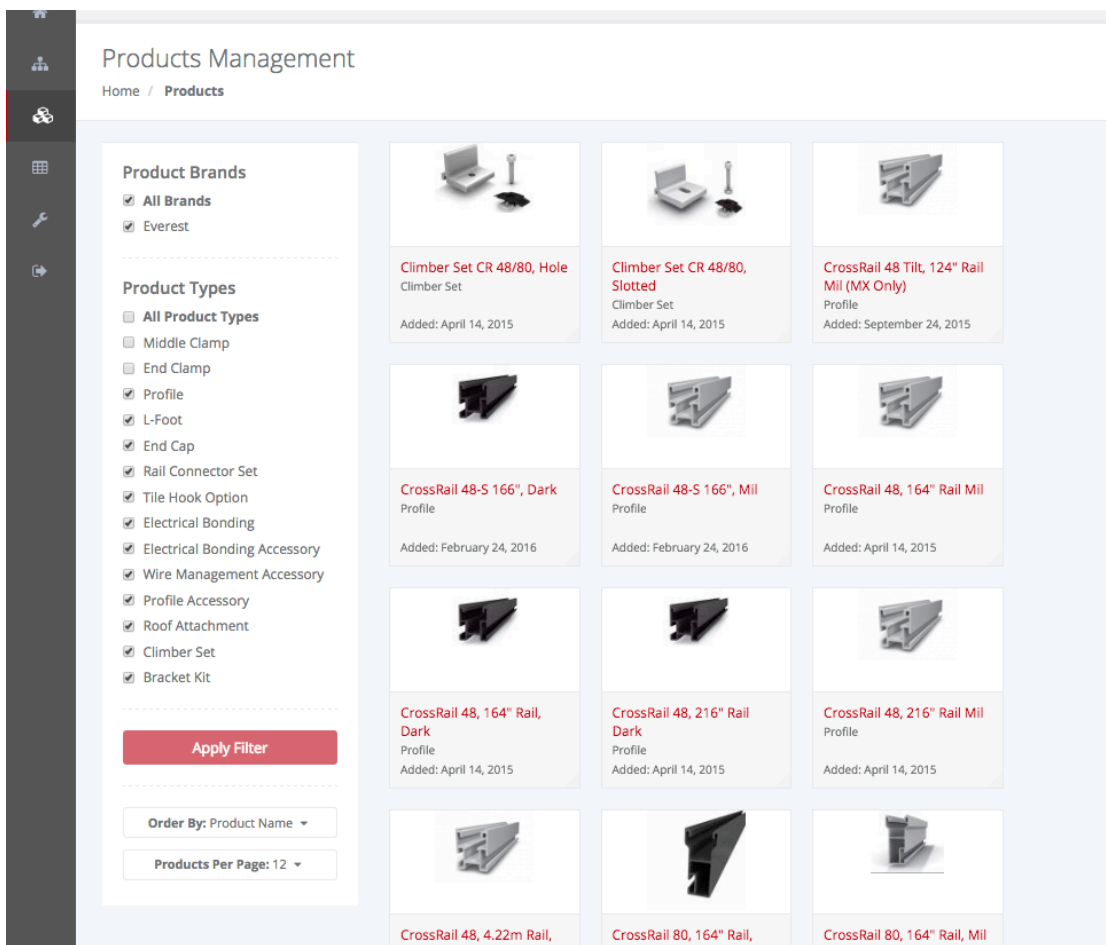 Products Management
Home / Products
Product Brands
All Brands
Everest
Product Types
All Product Types
Middle Clamp
End Clamp
Profile
L-Foot
End Cap
Rail Connector Set
Tile Hook Option
Electrical Bonding
Electrical Bonding Accessory
Wire Management Accessory
Profile Accessory
Roof Attachment
Climber Set
Bracket Kit
Apply Filter
Order By: Product Name
Products Per Page: 12
Climber Set CR 48/80, Hole
Climber Set
Added: April 14, 2015
Climber Set CR 48/80,
Slotted
Climber Set
Added: April 14, 2015
CrossRail 48 Tilt, 124" Rail
Mil (MX Only)
Profile
Added: September 24, 2015
CrossRail 48-S 166", Dark
Profile
Added: February 24, 2016
CrossRail 48-S 166", Mil
Profile
Added: February 24, 2016
CrossRail 48, 164" Rail Mil
Profile
Added: April 14, 2015
CrossRail 48, 164" Rail,
Dark
Profile
Added: April 14, 2015
CrossRail 48, 216" Rail
Dark
Profile
Added: April 14, 2015
CrossRail 48, 216" Rail Mil
Profile
Added: April 14, 2015
CrossRail 48, 4.22m Rail,
CrossRail 80, 164" Rail,
CrossRail 80, 164" Rail, Mil